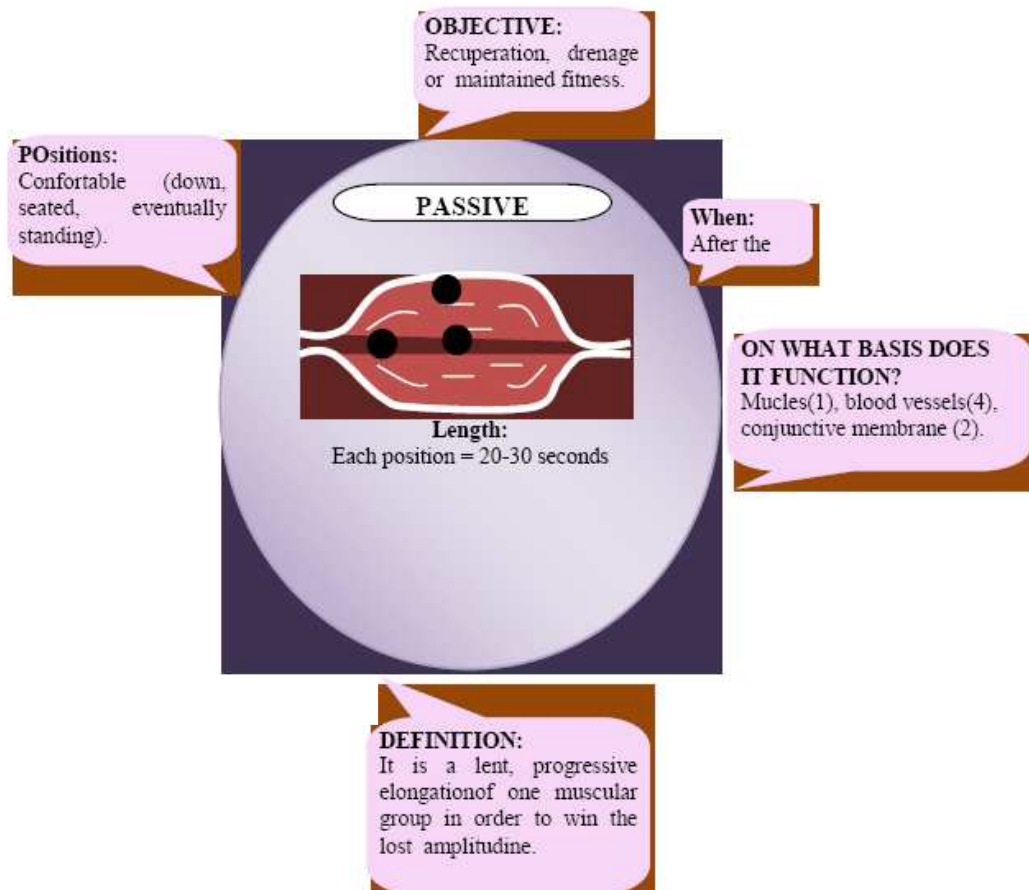 OBJECTIVE:
Recuperation, drenage
or maintained fitness.
POsitions:
Confortable (down,
seated, eventually
standing).
PASSIVE
When:
After the
ON WHAT BASIS DOES
IT FUNCTION?
Mucles(1), blood vessels(4),
conjunctive membrane (2).
Length:
Each position = 20-30 seconds
DEFINITION:
It is a lent, progressive
elongationof one muscular
group in order to win the
lost amplitudine.